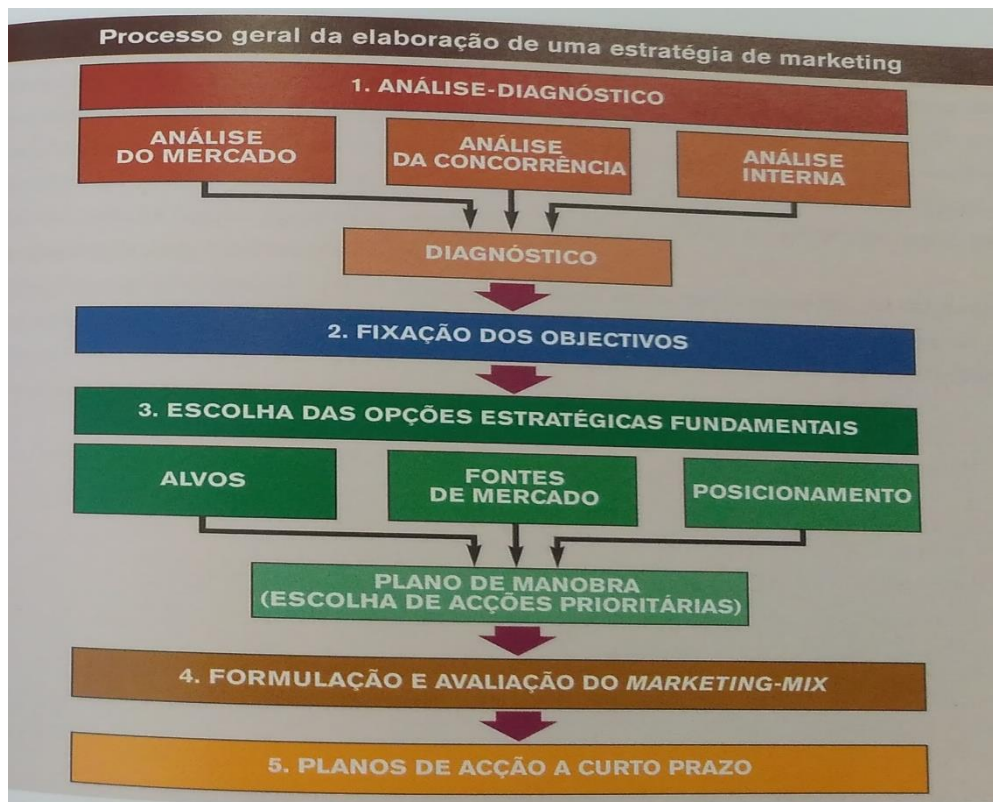 Processo geral da elaboração de uma estratégia de marketing
1. ANÁLISE-DIAGNÓSTICO
ANÁLISE
DO MERCADO
ANÁLISE
DA CONCORRÊNCIA
ANÁLISE
INTERNA
DIAGNÓSTICO
2. FIXAÇÃO DOS OBJECTIVOS
3. ESCOLHA DAS OPÇÕES ESTRATÉGICAS FUNDAMENTAIS
ALVOS
FONTES
DE MERCADO
POSICIONAMENTO
PLANO DE MANOBRA
(ESCOLHA DE ACÇÕES PRIORITÁRIAS)
4. FORMULAÇÃO E AVALIAÇÃO DO MARKETING-MIX
5. PLANOS DE ACÇÃO A CURTO PRAZO